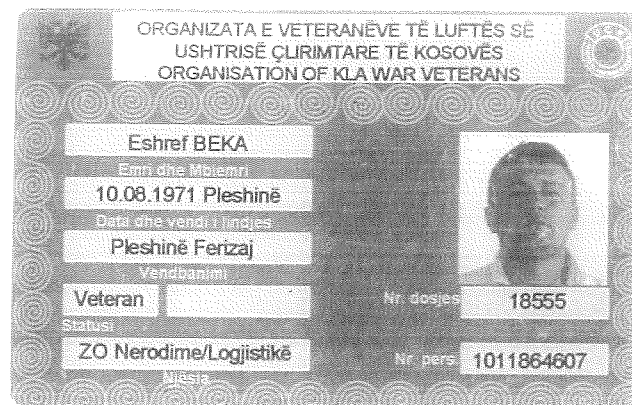 ORGANIZATA E VETERANËVE TË LUFTËS SË
USHTRISË ÇLIRIMTARE TË KOSOVËS
ORGANISATION OF KLA WAR VETERANS
Eshref BEKA
Emri dhe Mbiemri
10.08.1971 Pleshinë
Data dhe vendi i lindjes
Pleshinë Ferizaj
Vendbanimi
Veteran
Statusi
Nr. dosjes 18555
ZO Nerodime/Logjistikë
Njësia
Nr. pers. 1011864607